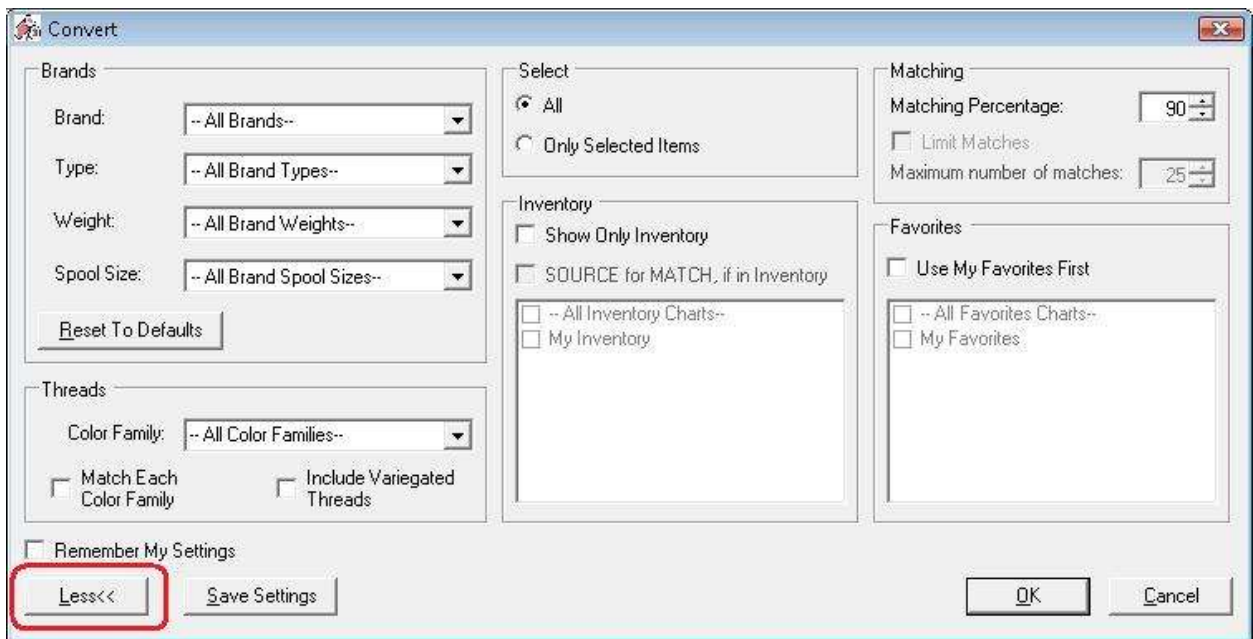 Convert
Brands
Brand: -- All Brands--
Type: -- All Brand Types--
Weight: -- All Brand Weights--
Spool Size: -- All Brand Spool Sizes--
Reset To Defaults
Threads
Color Family: -- All Color Families--
Match Each
Color Family
Include Variegated
Threads
Select
All
Only Selected Items
Inventory
Show Only Inventory
SOURCE for MATCH, if in Inventory
-- All Inventory Charts--
My Inventory
Matching
Matching Percentage: 90
Limit Matches
Maximum number of matches: 25
Favorites
Use My Favorites First
-- All Favorites Charts--
My Favorites
Remember My Settings
Less<< Save Settings OK Cancel